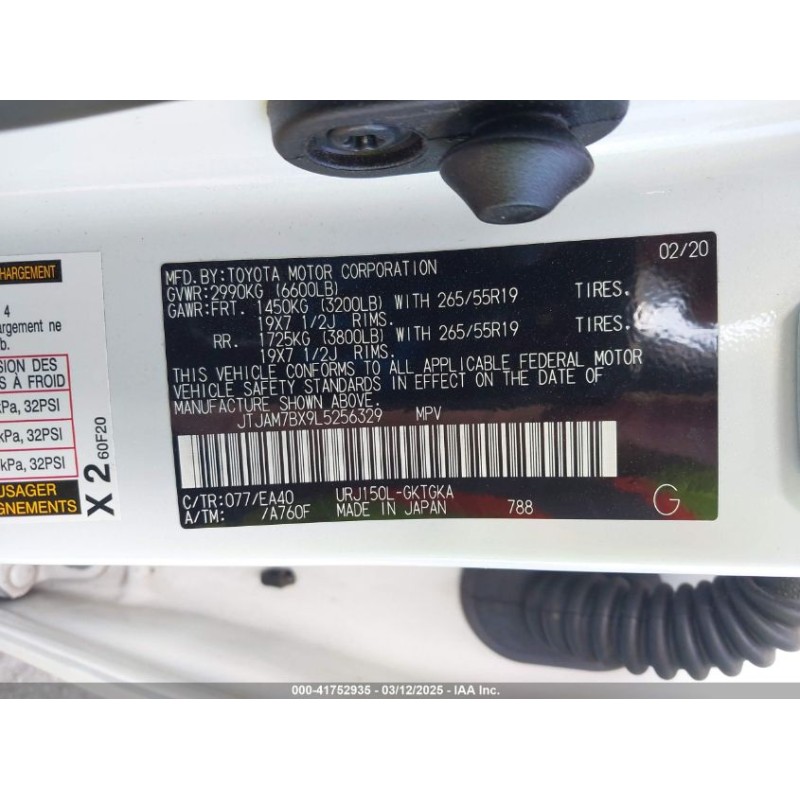 HARGEMENT
4
argement ne
b.
SION DES
S À FROID
kPa, 32PSI
kPa, 32PSI
kPa, 32PSI
USAGER
GNEMENTS
X 2 60F20
02/20
MFD.BY:TOYOTA MOTOR CORPORATION
GVWR:2990KG (6600LB)
GAWR:FRT. 1450KG (3200LB) WITH 265/55R19 TIRES.
19X7 1/2J RIMS.
RR. 1725KG (3800LB) WITH 265/55R19 TIRES.
19X7 1/2J RIMS.
THIS VEHICLE CONFORMS TO ALL APPLICABLE FEDERAL MOTOR
VEHICLE SAFETY STANDARDS IN EFFECT ON THE DATE OF
MANUFACTURE SHOWN ABOVE.
JTJAM7BX9L5256329 MPV
C/TR:077/EA40 URJ150L-GKTGKA
A/TM: /A760F MADE IN JAPAN 788 G
000-41752935 - 03/12/2025 - IAA Inc.